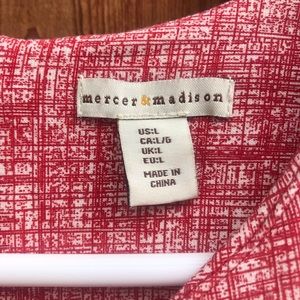 mercer&madison
US:L
CA:L/G
UK:L
EU:L
MADE IN
CHINA